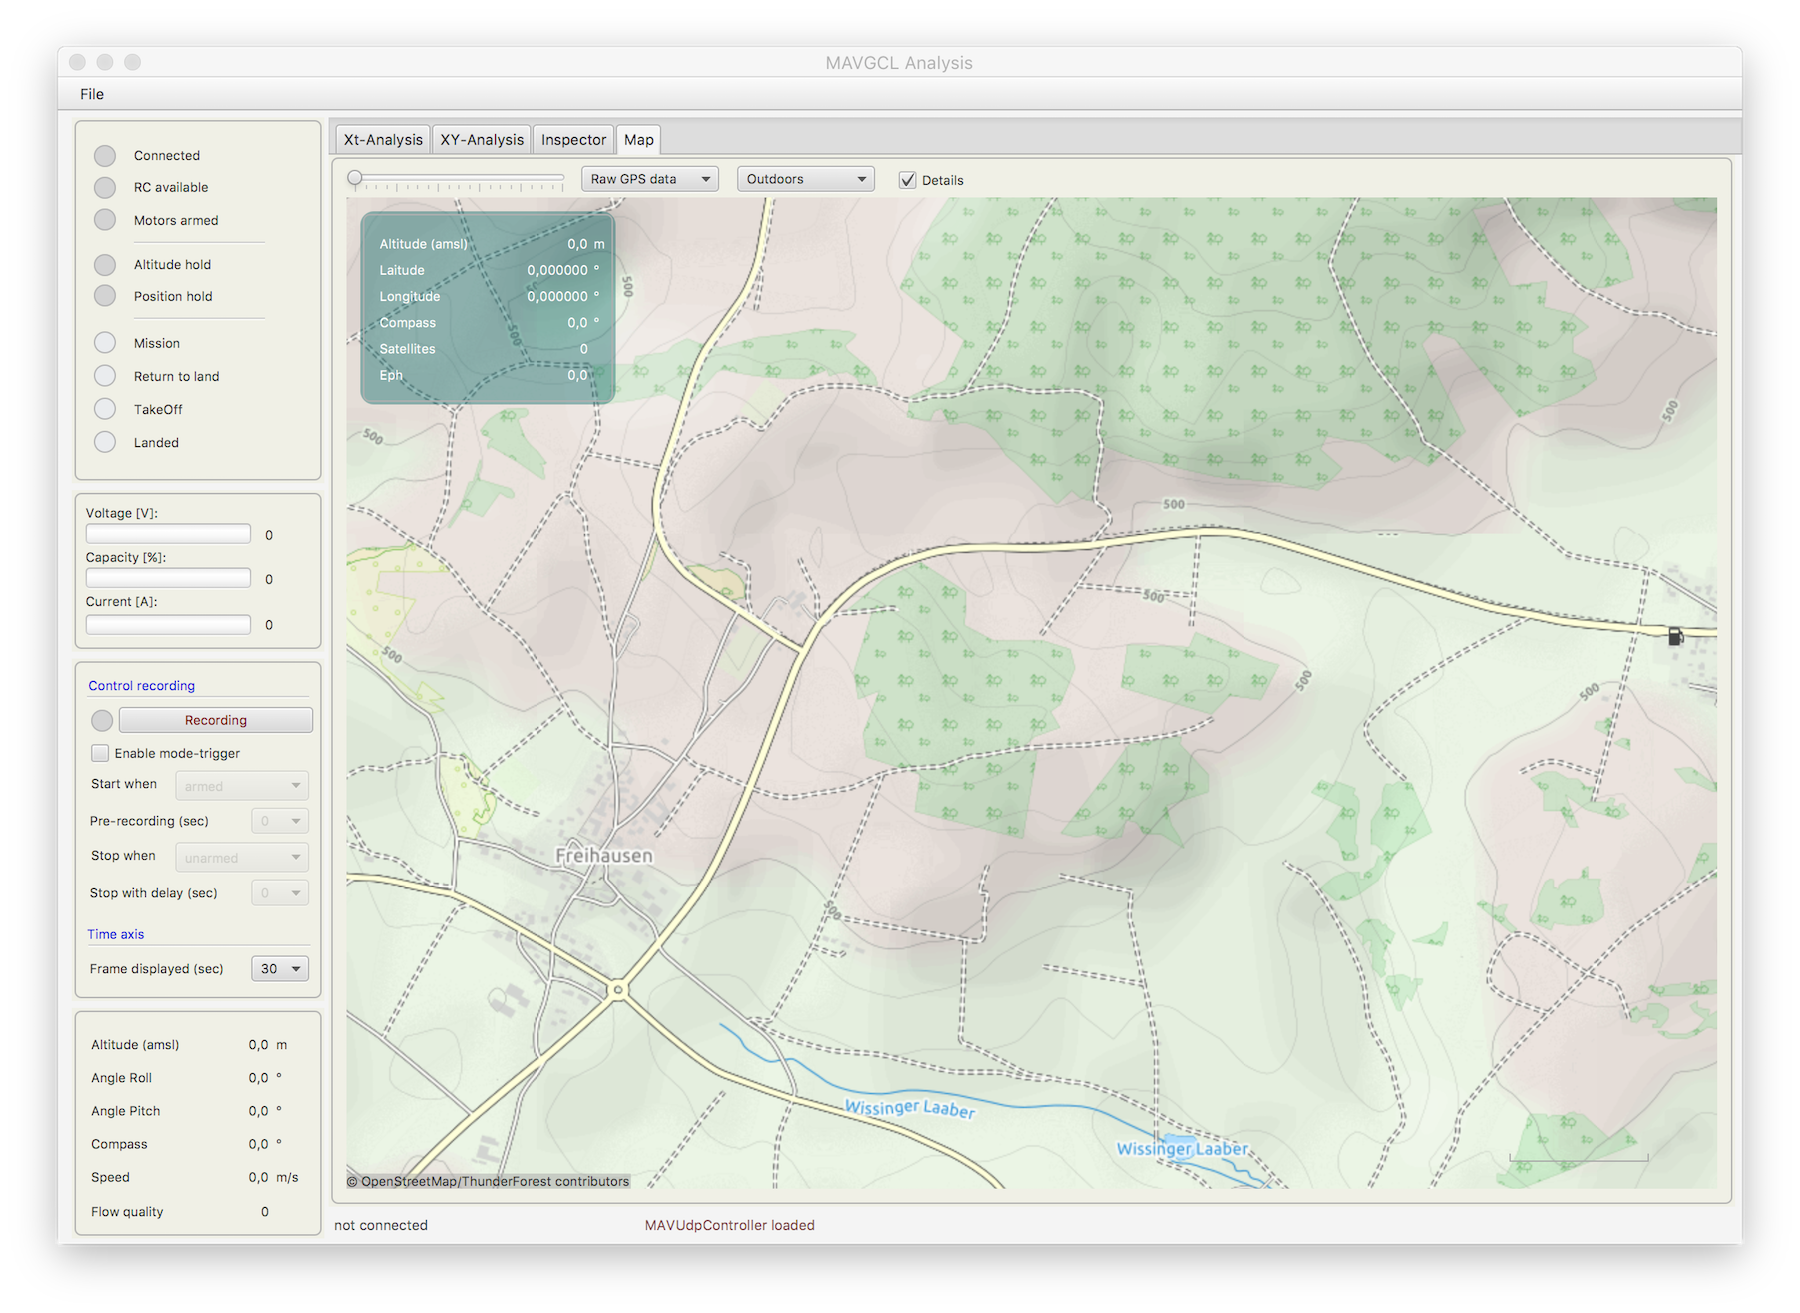 MAVGCL Analysis
File
Connected
RC available
Motors armed
Altitude hold
Position hold
Mission
Return to land
TakeOff
Landed
Voltage [V]:
0
Capacity [%]:
0
Current [A]:
0
Control recording
Recording
Enable mode-trigger
Start when armed
Pre-recording (sec) 0
Stop when unarmed
Stop with delay (sec) 0
Time axis
Frame displayed (sec) 30
Altitude (amsl) 0,0 m
Angle Roll 0,0 °
Angle Pitch 0,0 °
Compass 0,0 °
Speed 0,0 m/s
Flow quality 0
Xt-Analysis XY-Analysis Inspector Map
Raw GPS data Outdoors Details
Altitude (amsl) 0,0 m
Laitude 0,000000 °
Longitude 0,000000 °
Compass 0,0 °
Satellites 0
Eph 0,0
500
500
500
500
500
500
500
500
500
500
Freihausen
Wissinger Laaber
Wissinger Laaber
© OpenStreetMap/ThunderForest contributors
not connected MAVUdpController loaded